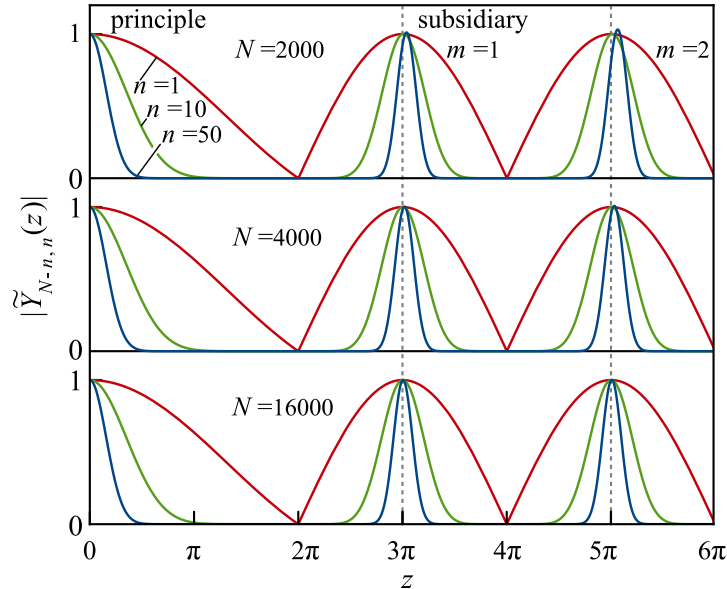 principle
subsidiary
1
N =2000
m =1
m =2
n =1
n =10
n =50
0
1
N =4000
0
1
N =16000
0
|Ỹ_{N-n,n}(z)|
0 π 2π 3π 4π 5π 6π
z